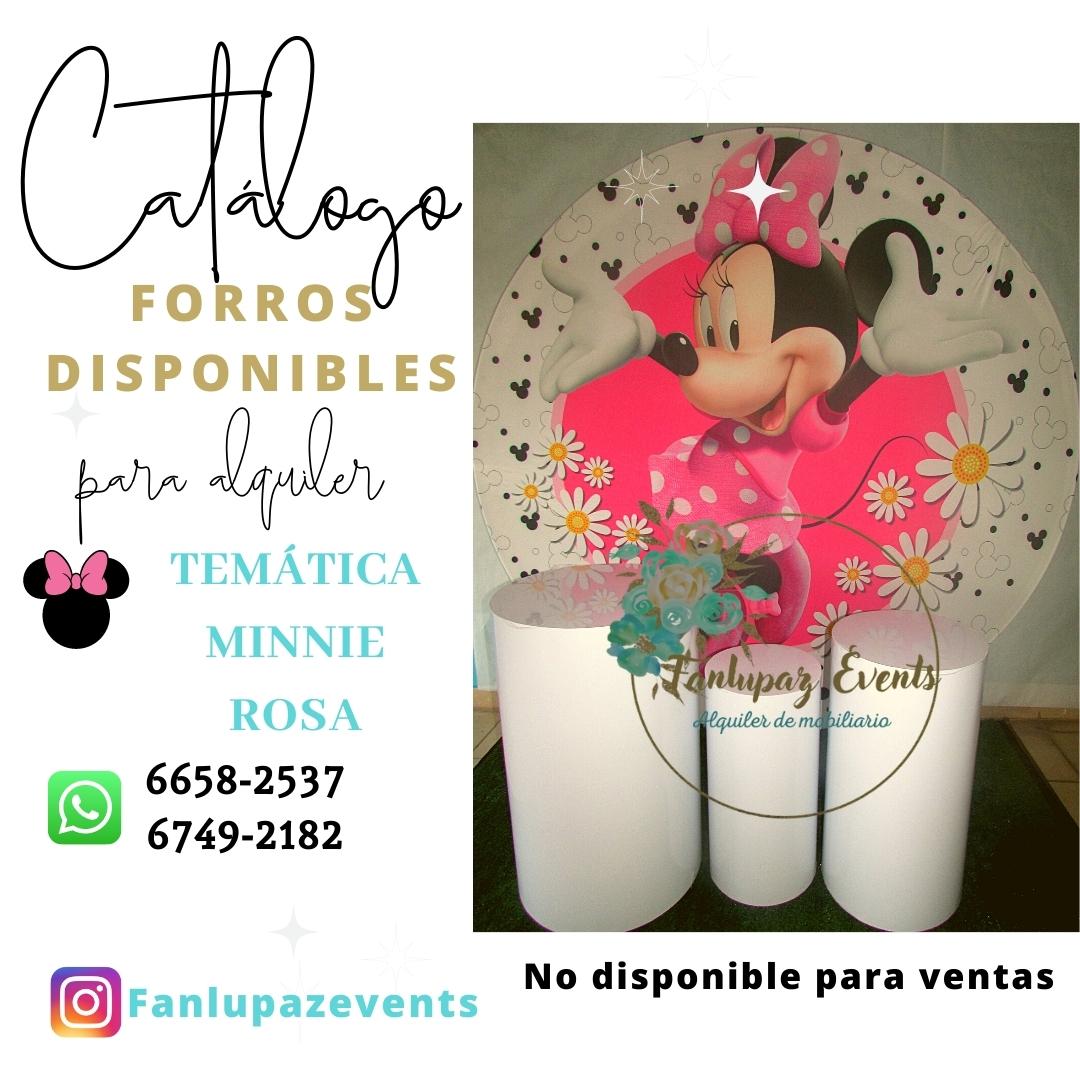 Catálogo
FORROS
DISPONIBLES
para alquiler
TEMÁTICA
MINNIE
ROSA
6658-2537
6749-2182
Fanlupazevents
Fanlupaz Events
Alquiler de mobiliario
No disponible para ventas